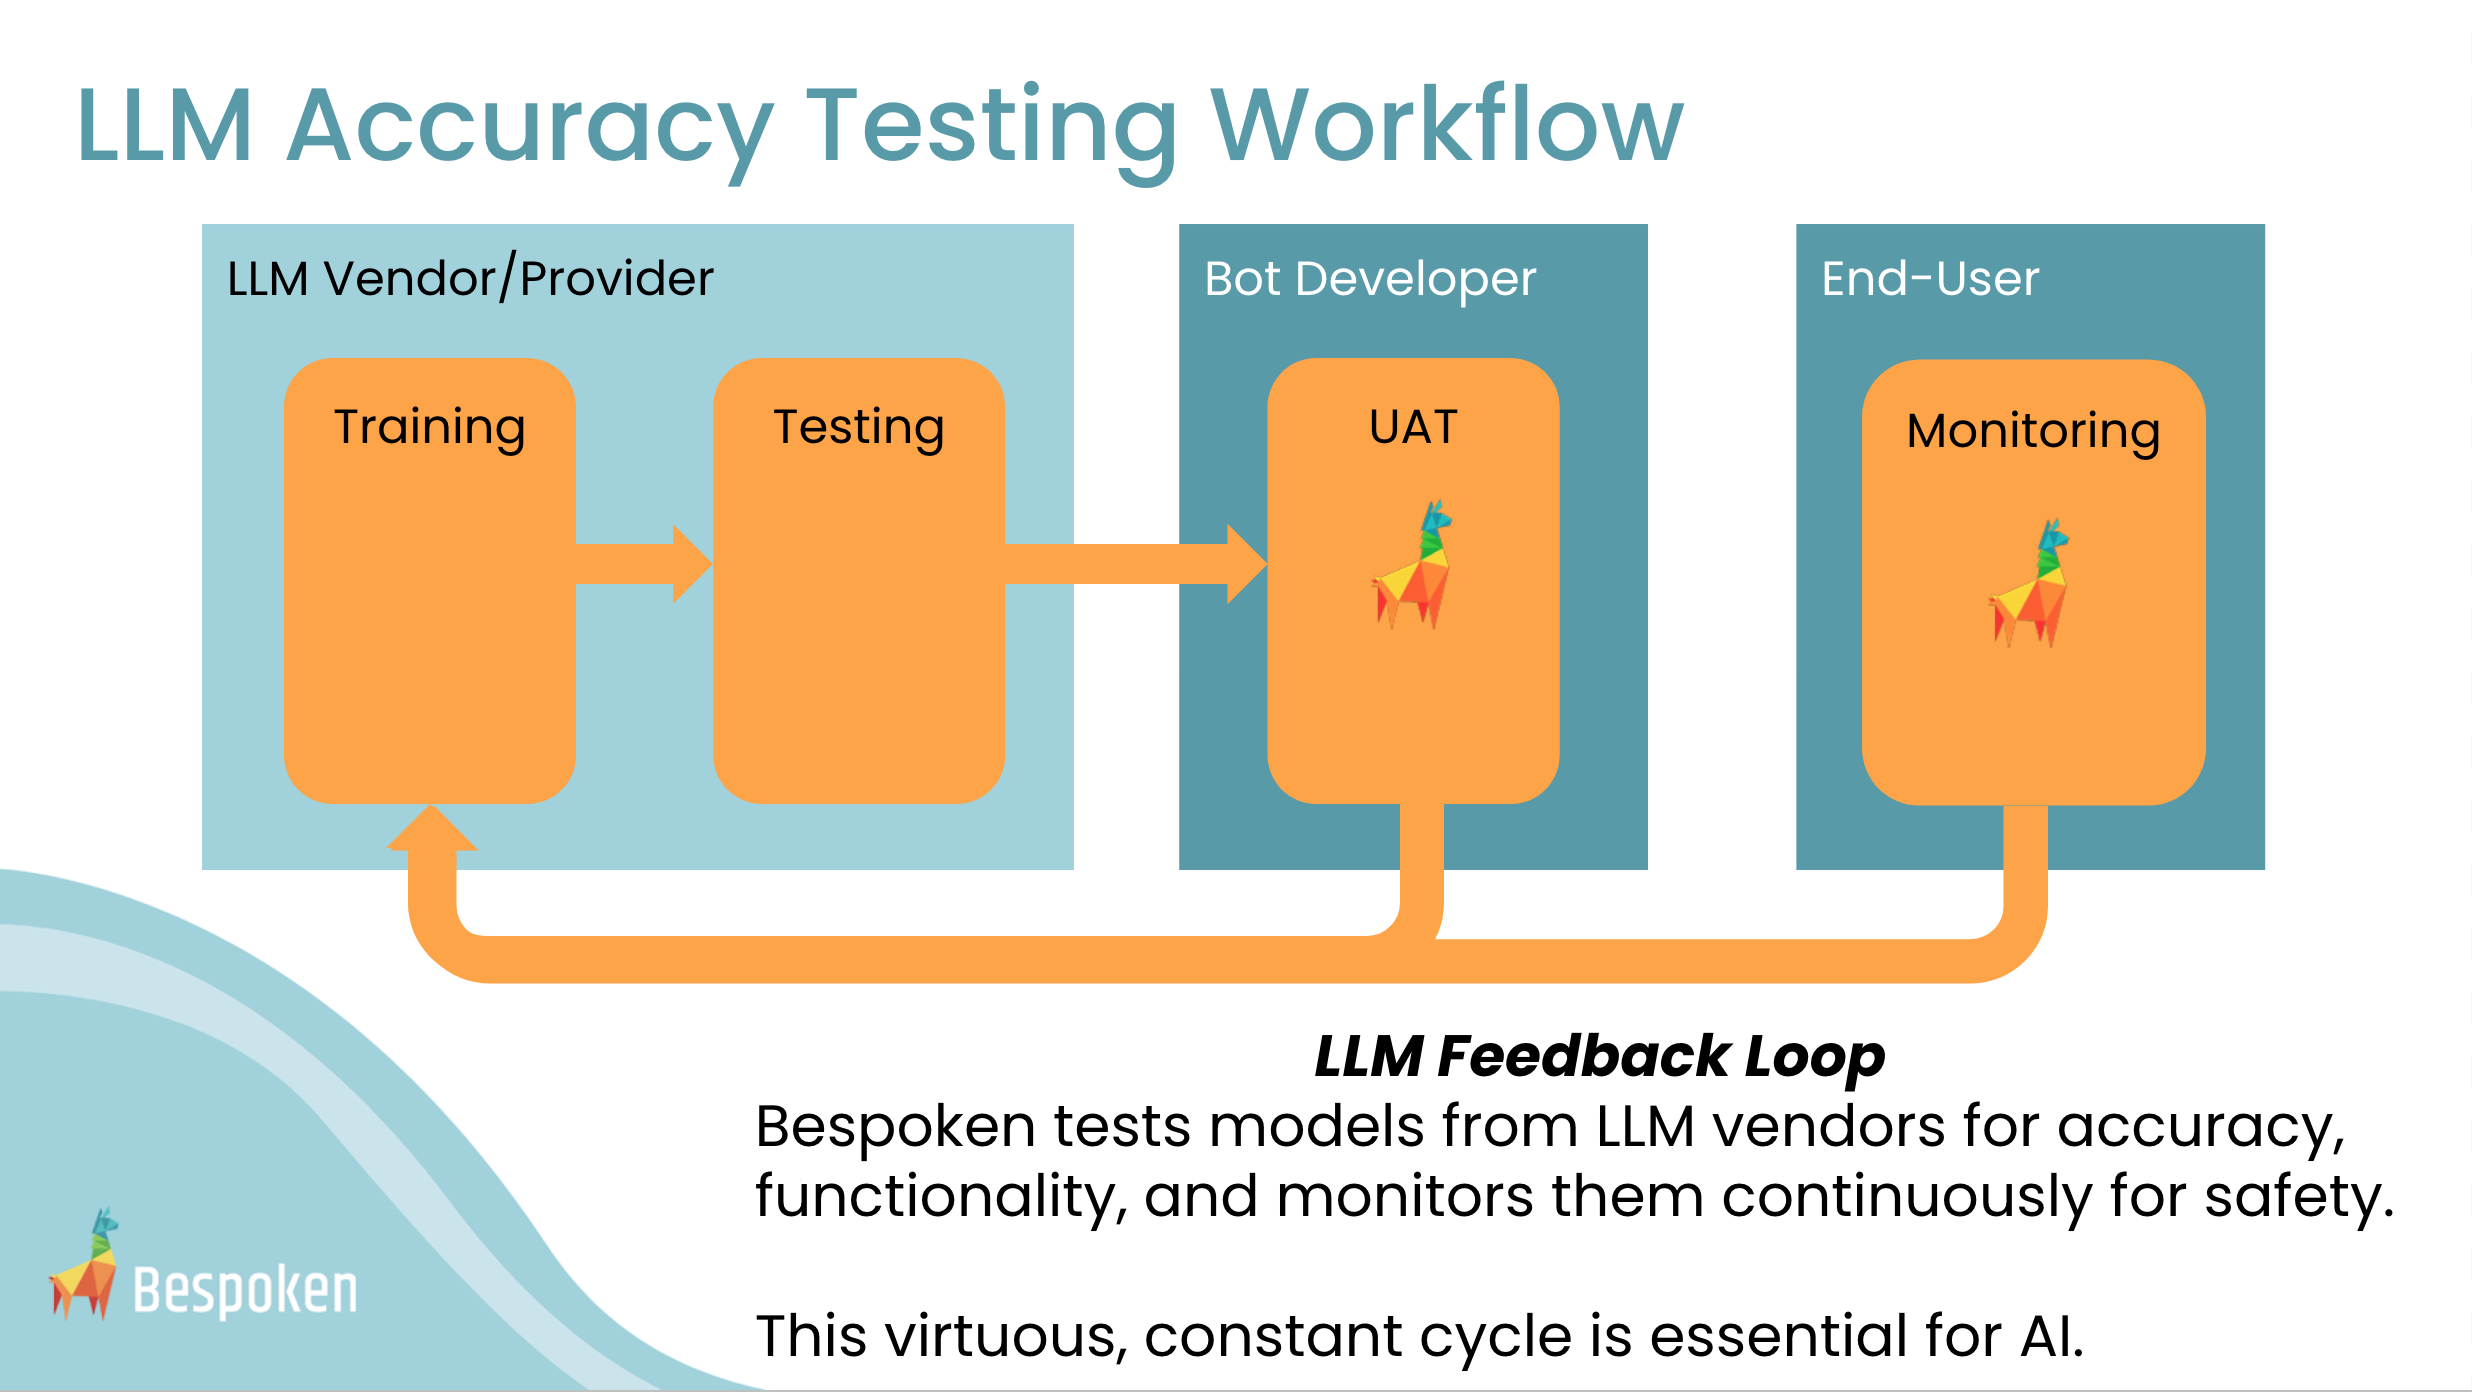 LLM Accuracy Testing Workflow
LLM Vendor/Provider
Bot Developer
End-User
Training
Testing
UAT
Monitoring
LLM Feedback Loop
Bespoken tests models from LLM vendors for accuracy,
functionality, and monitors them continuously for safety.
This virtuous, constant cycle is essential for AI.
Bespoken